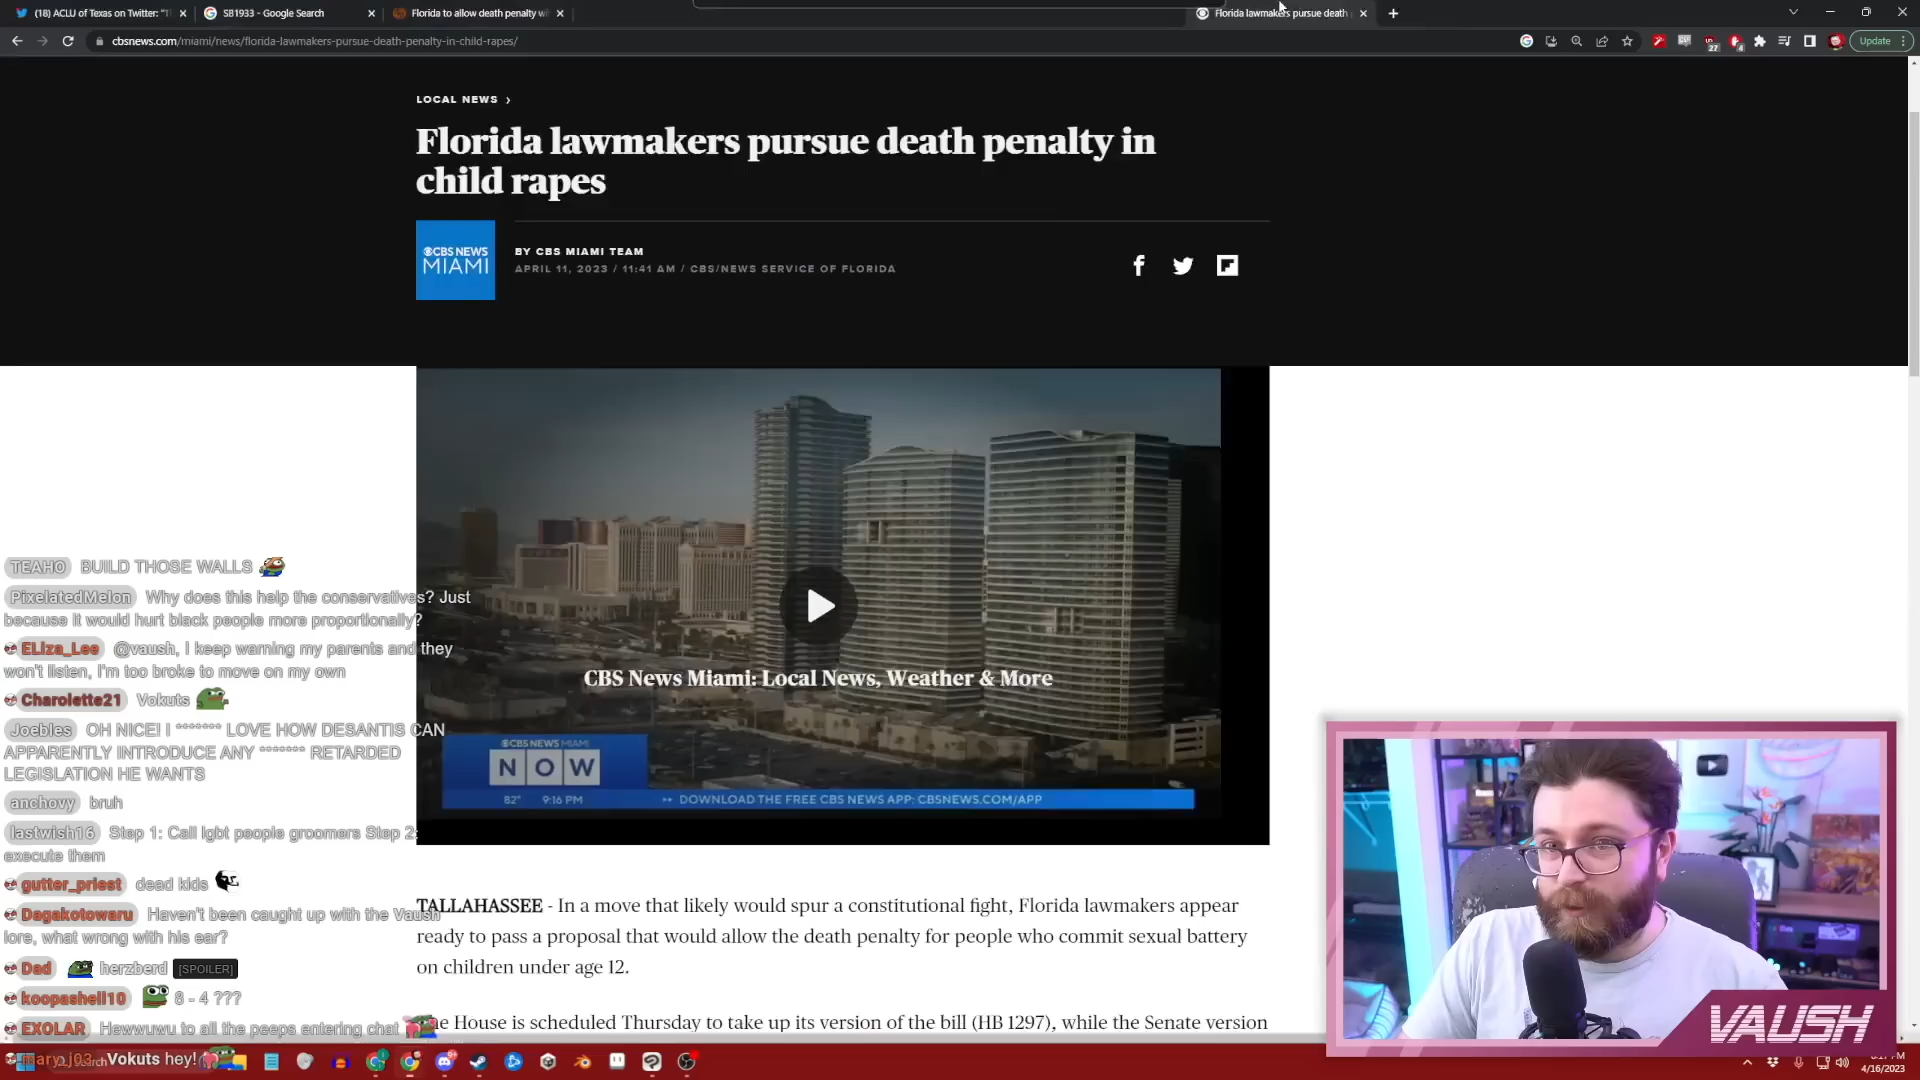 (18) ACLU of Texas on Twitter: "T
SB1933 - Google Search
Florida to allow death penalty wi
Florida lawmakers pursue death
cbsnews.com/miami/news/florida-lawmakers-pursue-death-penalty-in-child-rapes/
27
4
Update
LOCAL NEWS >
Florida lawmakers pursue death penalty in
child rapes
CBS NEWS
MIAMI
BY CBS MIAMI TEAM
APRIL 11, 2023 / 11:41 AM / CBS/NEWS SERVICE OF FLORIDA
CBS News Miami: Local News, Weather & More
CBS NEWS MIAMI
NOW
82° 9:16 PM
DOWNLOAD THE FREE CBS NEWS APP: CBSNEWS.COM/APP
TALLAHASSEE - In a move that likely would spur a constitutional fight, Florida lawmakers appear
ready to pass a proposal that would allow the death penalty for people who commit sexual battery
on children under age 12.
he House is scheduled Thursday to take up its version of the bill (HB 1297), while the Senate version
TEAHO BUILD THOSE WALLS
PixelatedMelon Why does this help the conservatives? Just
because it would hurt black people more proportionally?
ELiza_Lee @vaush, I keep warning my parents and they
won't listen, I'm too broke to move on my own
Charolette21 Vokuts
Joebles OH NICE! I ******* LOVE HOW DESANTIS CAN
APPARENTLY INTRODUCE ANY ******* RETARDED
LEGISLATION HE WANTS
anchovy bruh
lastwish16 Step 1: Call lgbt people groomers Step 2:
execute them
gutter_priest dead kids
Dagakotowaru Haven't been caught up with the Vaush
lore, what wrong with his ear?
Dad herzberd [SPOILER]
koopashell10 8 - 4 ???
EXOLAR Hewwuwu to all the peeps entering chat
mary_j03 Vokuts hey!
VAUSH
4/16/2023